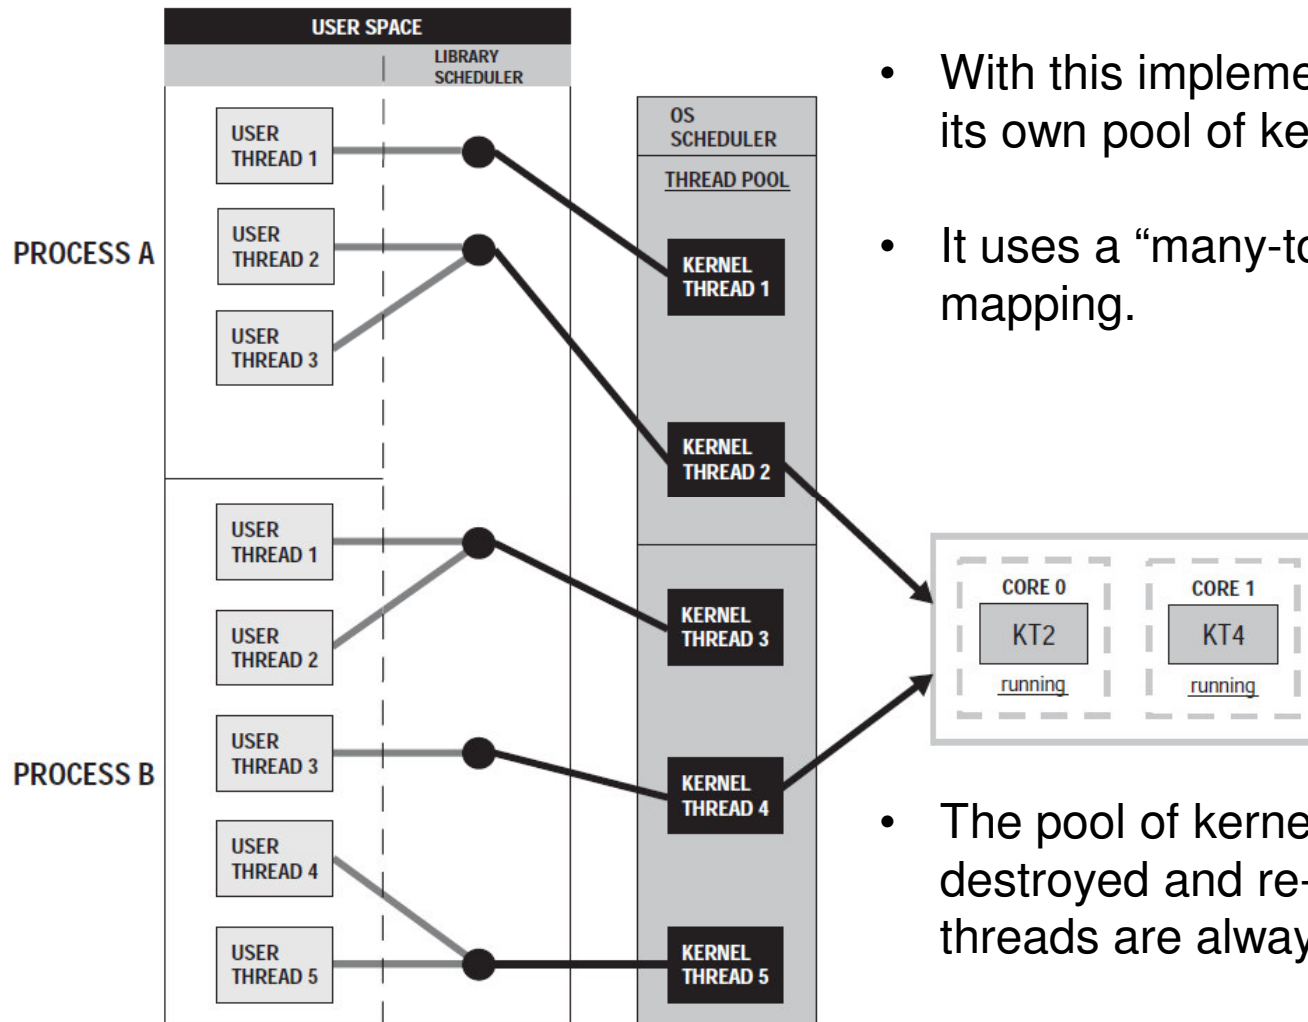 USER SPACE
LIBRARY
SCHEDULER
PROCESS A
USER
THREAD 1
USER
THREAD 2
USER
THREAD 3
PROCESS B
USER
THREAD 1
USER
THREAD 2
USER
THREAD 3
USER
THREAD 4
USER
THREAD 5
OS
SCHEDULER
THREAD POOL
KERNEL
THREAD 1
KERNEL
THREAD 2
KERNEL
THREAD 3
KERNEL
THREAD 4
KERNEL
THREAD 5
• With this impleme
its own pool of ke
• It uses a “many-to
mapping.
CORE 0
KT2
running
CORE 1
KT4
running
• The pool of kerne
destroyed and re-
threads are alway